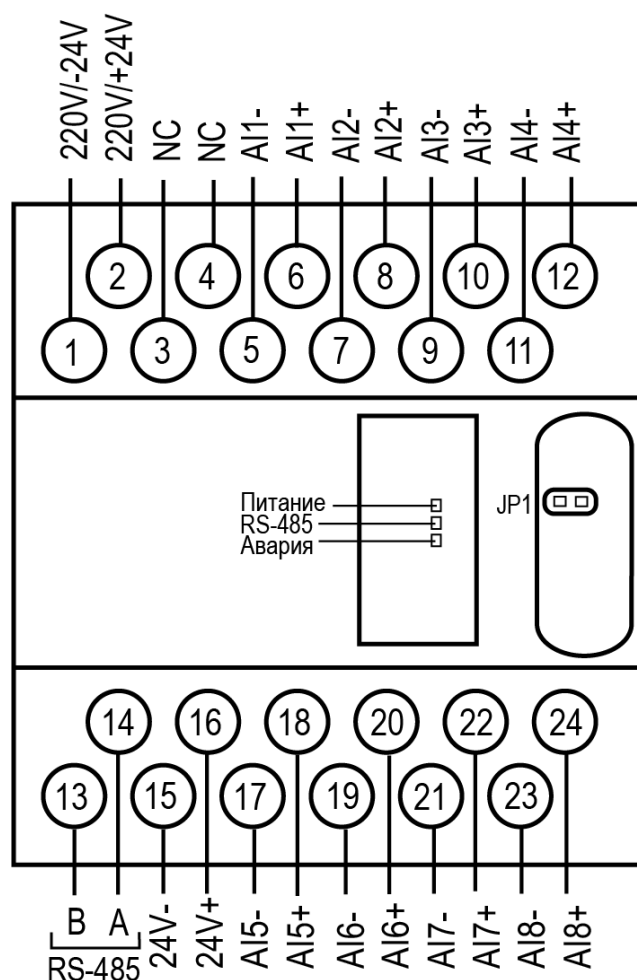 220V/-24V
220V/+24V
NC
NC
AI1-
AI1+
AI2-
AI2+
AI3-
AI3+
AI4-
AI4+
2
4
6
8
10
12
1
3
5
7
9
11
Питание
RS-485
Авария
JP1
14
16
18
20
22
24
13
15
17
19
21
23
B
A
RS-485
24V-
24V+
AI5-
AI5+
AI6-
AI6+
AI7-
AI7+
AI8-
AI8+